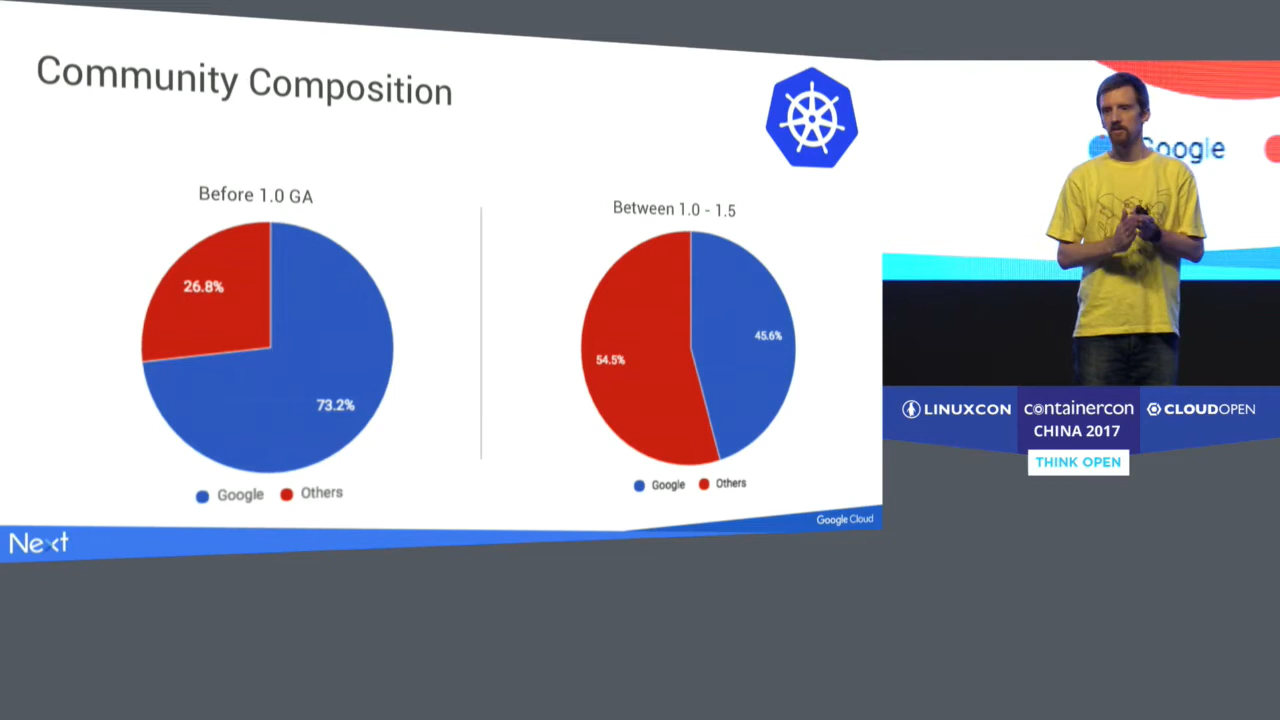 Community Composition
Before 1.0 GA
26.8%
73.2%
Google Others
Between 1.0 - 1.5
45.6%
54.5%
Google Others
Next
Google Cloud
Google
LINUXCON
containercon
CLOUDOPEN
CHINA 2017
THINK OPEN